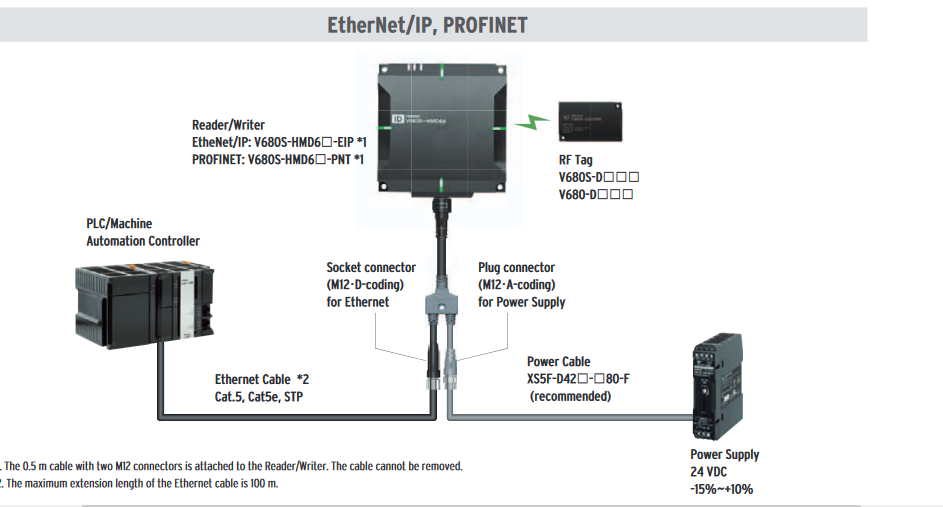 EtherNet/IP, PROFINET
Reader/Writer
EtheNet/IP: V680S-HMD6□-EIP *1
PROFINET: V680S-HMD6□-PNT *1
ID
V680S-HMD66
ID
RF Tag
V680S-D□□□
V680-D□□□
PLC/Machine
Automation Controller
Socket connector
(M12·D-coding)
for Ethernet
Plug connector
(M12·A-coding)
for Power Supply
Ethernet Cable *2
Cat.5, Cat5e, STP
Power Cable
XS5F-D42□-□80-F
(recommended)
Power Supply
24 VDC
-15%~+10%
. The 0.5 m cable with two M12 connectors is attached to the Reader/Writer. The cable cannot be removed.
2. The maximum extension length of the Ethernet cable is 100 m.